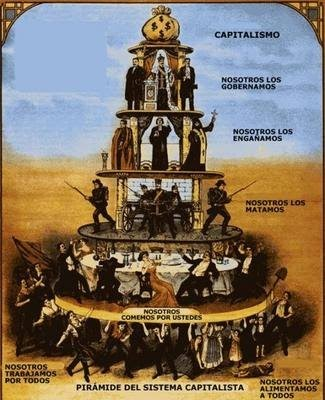 CAPITALISMO
NOSOTROS LOS
GOBERNAMOS
NOSOTROS LOS
ENGAÑAMOS
NOSOTROS LOS
MATAMOS
NOSOTROS
COMEMOS POR USTEDES
NOSOTROS
TRABAJAMOS
POR TODOS
NOSOTROS LOS
ALIMENTAMOS
A TODOS
PIRÁMIDE DEL SISTEMA CAPITALISTA